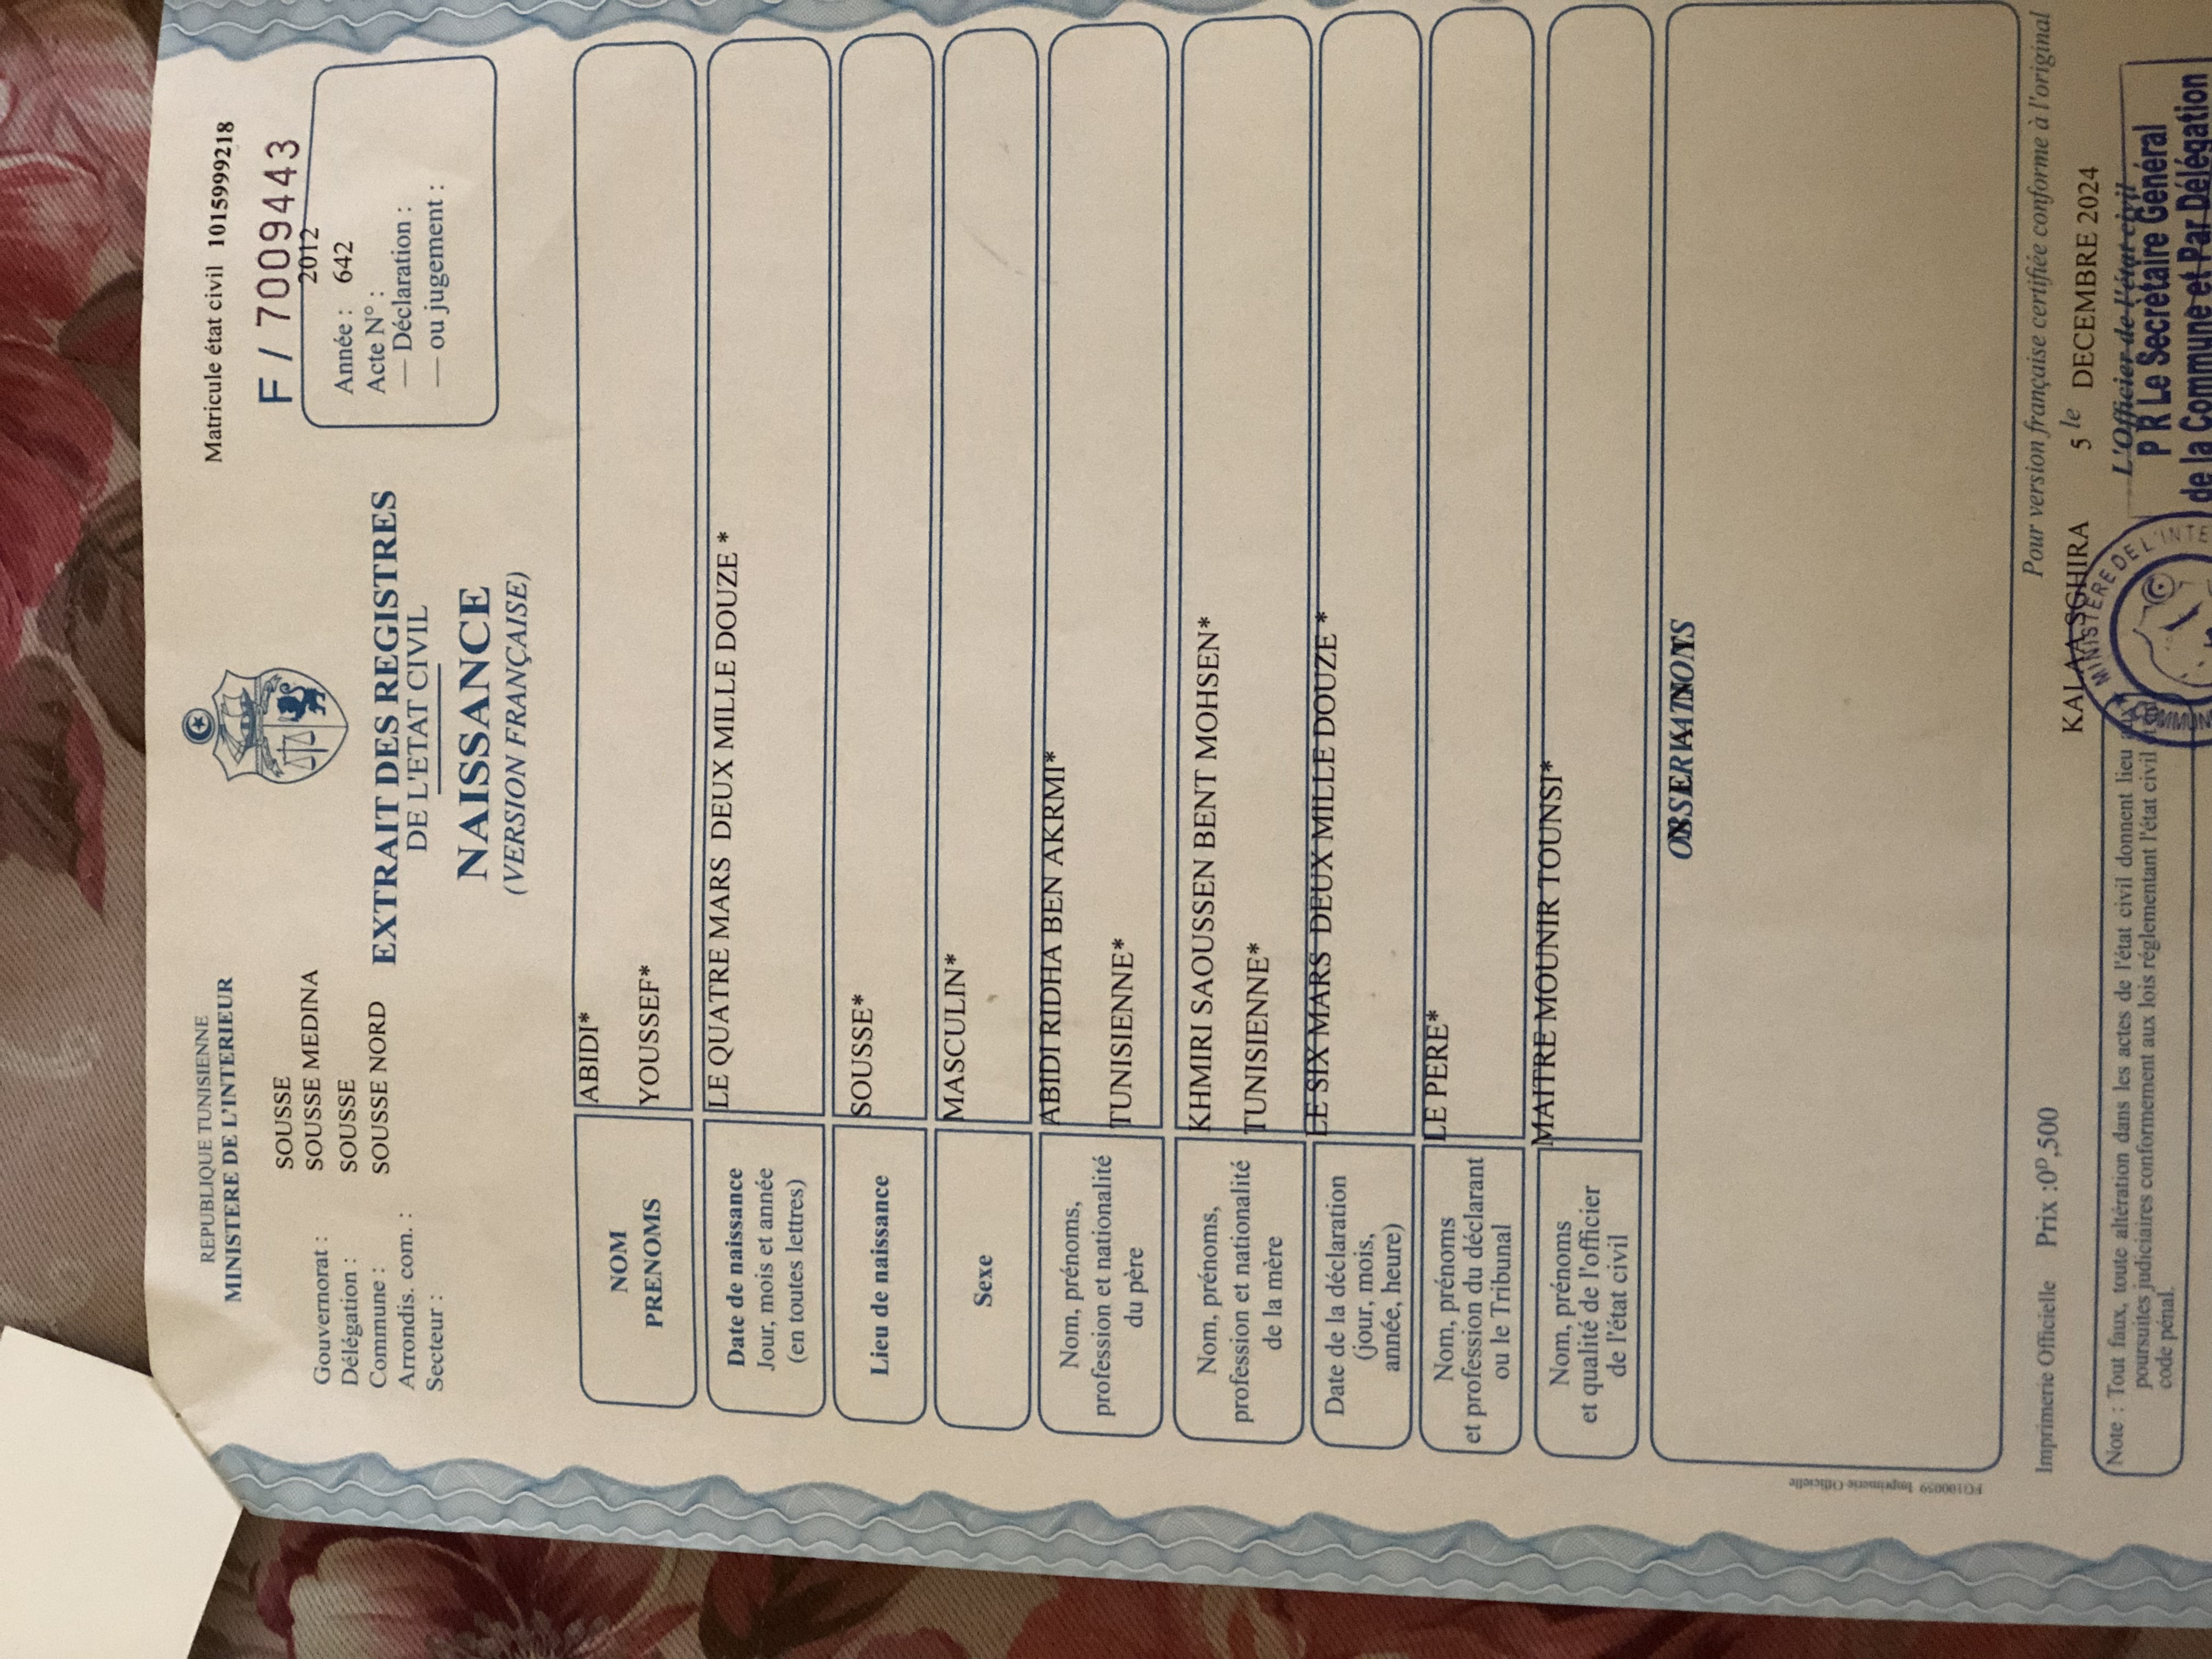 REPUBLIQUE TUNISIENNE
MINISTERE DE L'INTERIEUR
Matricule état civil 1015999218
F / 7009443
Gouvernorat : SOUSSE
Délégation : SOUSSE MEDINA
Commune : SOUSSE
Arrondis. com. : SOUSSE NORD
Secteur :
EXTRAIT DES REGISTRES
DE L'ETAT CIVIL
NAISSANCE
(VERSION FRANÇAISE)
2012
Année : 642
Acte N° :
— Déclaration :
— ou jugement :
NOM ABIDI*
PRENOMS YOUSSEF*
Date de naissance
Jour, mois et année
(en toutes lettres)
LE QUATRE MARS DEUX MILLE DOUZE *
Lieu de naissance SOUSSE*
Sexe MASCULIN*
Nom, prénoms,
profession et nationalité
du père
ABIDI RIDHA BEN AKRMI*
TUNISIENNE*
Nom, prénoms,
profession et nationalité
de la mère
KHMIRI SAOUSSEN BENT MOHSEN*
TUNISIENNE*
Date de la déclaration
(jour, mois,
année, heure)
LE SIX MARS DEUX MILLE DOUZE *
Nom, prénoms
et profession du déclarant
ou le Tribunal
LE PERE*
Nom, prénoms
et qualité de l'officier
de l'état civil
MAITRE MOUNIR TOUNSI*
OBSERVATIONS
FG100059 Imprimerie Officielle
Imprimerie Officielle Prix :0ᴰ,500
Pour version française certifiée conforme à l'original
KALAA SGHIRA 5 le DECEMBRE 2024
L'Officier de l'état civil
P R Le Secrètaire Genéral
de la Commune et Par Délégation
MINISTERE DE L'INTE
COMMUN
Note : Tout faux, toute altération dans les actes de l'état civil donnent lieu
poursuites judiciaires conformement aux lois réglementant l'état civil
code pénal.